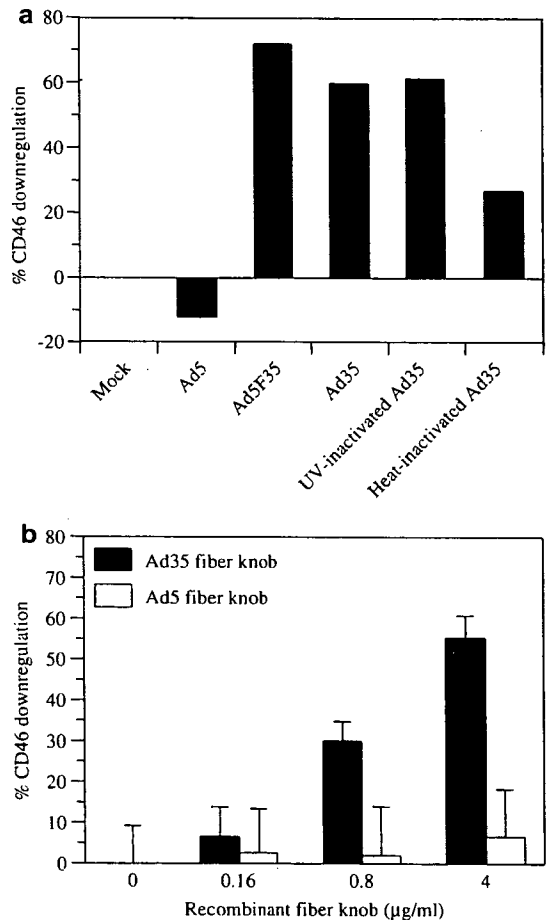 a
80
60
40
20
0
-20
% CD46 downregulation
Mock
Ad5
Ad5F35
Ad35
UV-inactivated Ad35
Heat-inactivated Ad35
b
80
70
60
50
40
30
20
10
0
% CD46 downregulation
Ad35 fiber knob
Ad5 fiber knob
0 0.16 0.8 4
Recombinant fiber knob (µg/ml)